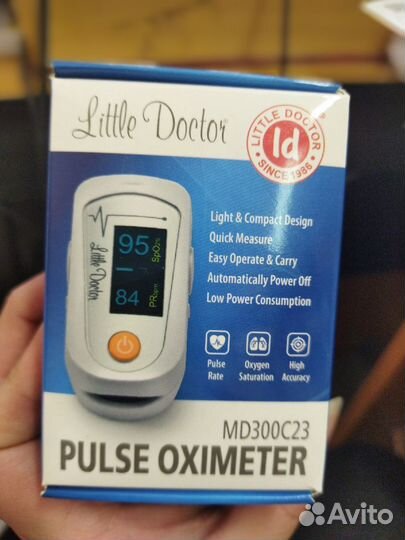 Little Doctor®
LITTLE DOCTOR®
ld
SINCE 1986
Light & Compact Design
Quick Measure
Easy Operate & Carry
Automatically Power Off
Low Power Consumption
95
SpO2%
84
PRbpm
Little Doctor
Pulse Rate
Oxygen Saturation
High Accuracy
MD300C23
PULSE OXIMETER
Avito